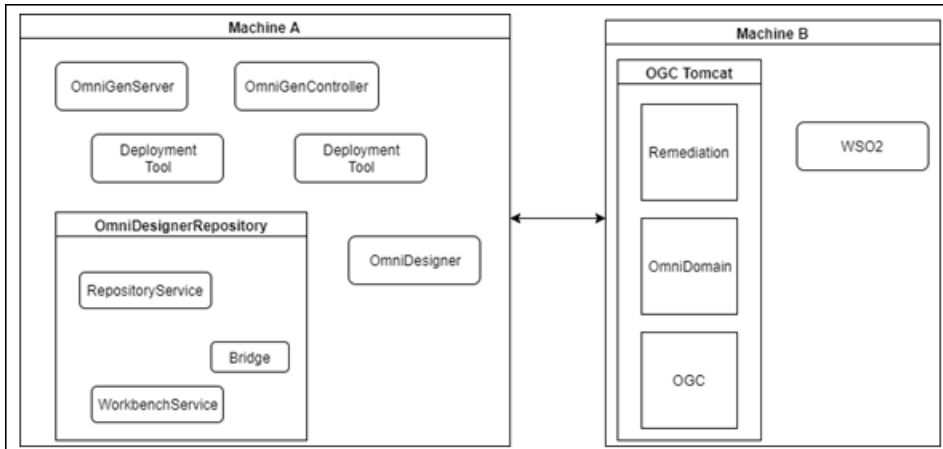 Machine A
OmniGenServer
OmniGenController
Deployment
Tool
Deployment
Tool
OmniDesignerRepository
RepositoryService
Bridge
WorkbenchService
OmniDesigner
Machine B
OGC Tomcat
Remediation
OmniDomain
OGC
WSO2